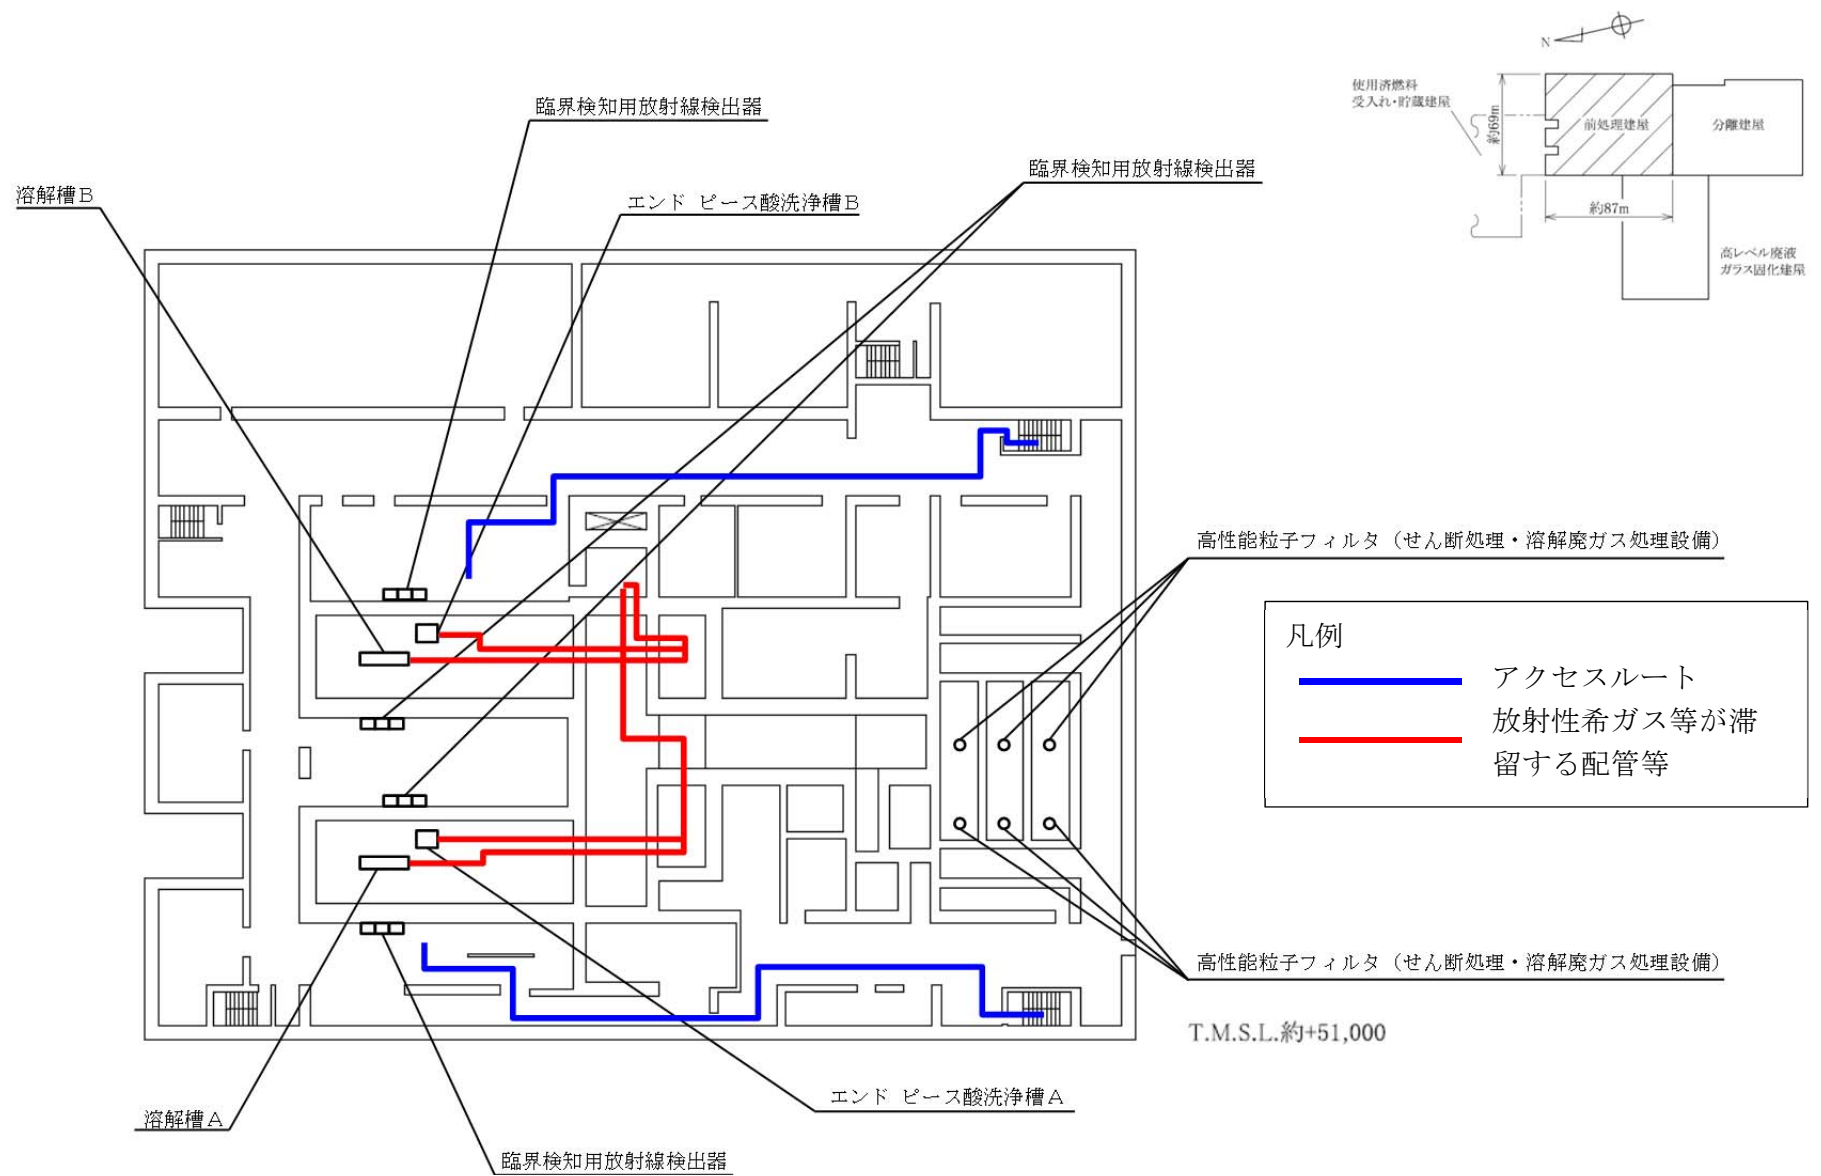 N
使用済燃料
受入れ・貯蔵建屋
約69m
前処理建屋
分離建屋
約87m
高レベル廃液
ガラス固化建屋
臨界検知用放射線検出器
臨界検知用放射線検出器
溶解槽B
エンド ピース酸洗浄槽B
高性能粒子フィルタ（せん断処理・溶解廃ガス処理設備）
凡例
アクセスルート
放射性希ガス等が滞
留する配管等
高性能粒子フィルタ（せん断処理・溶解廃ガス処理設備）
T.M.S.L.約+51,000
エンド ピース酸洗浄槽A
溶解槽A
臨界検知用放射線検出器